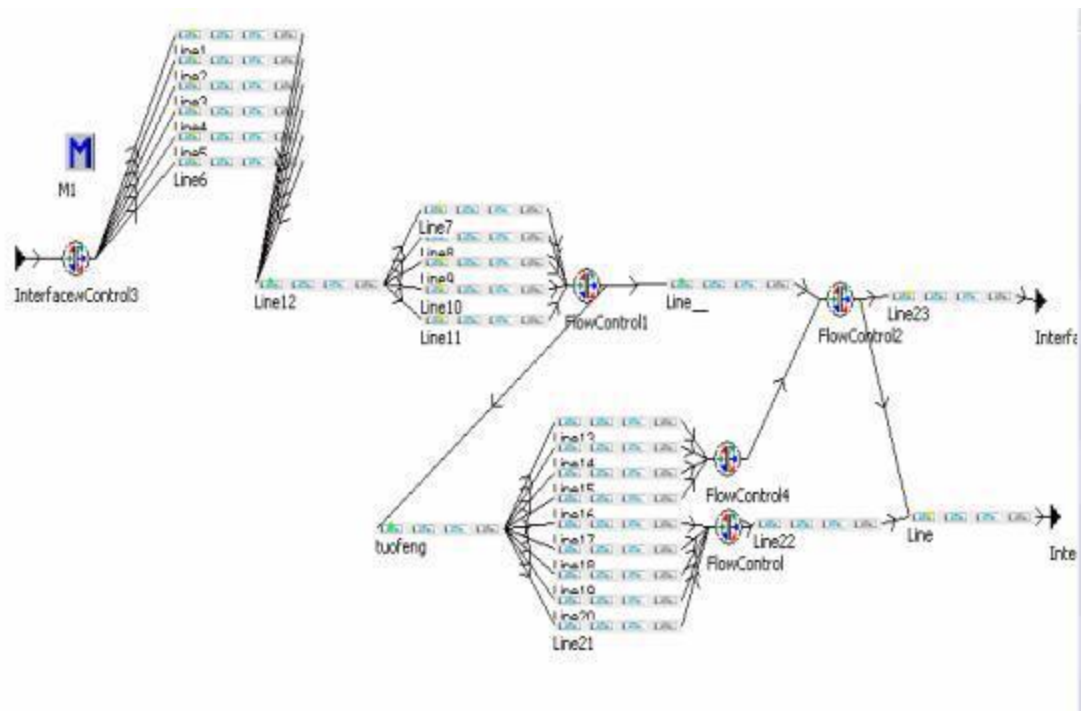 Line1
Line2
Line3
Line4
Line5
Line6
M
M1
InterfacewControl3
Line12
Line7
Line8
Line9
Line10
Line11
FlowControl1
Line__
FlowControl2
Line23
Interfa
Line13
Line14
Line15
Line16
Line17
Line18
Line19
Line20
Line21
FlowControl4
FlowControl
Line22
Line
Inte
tuofeng